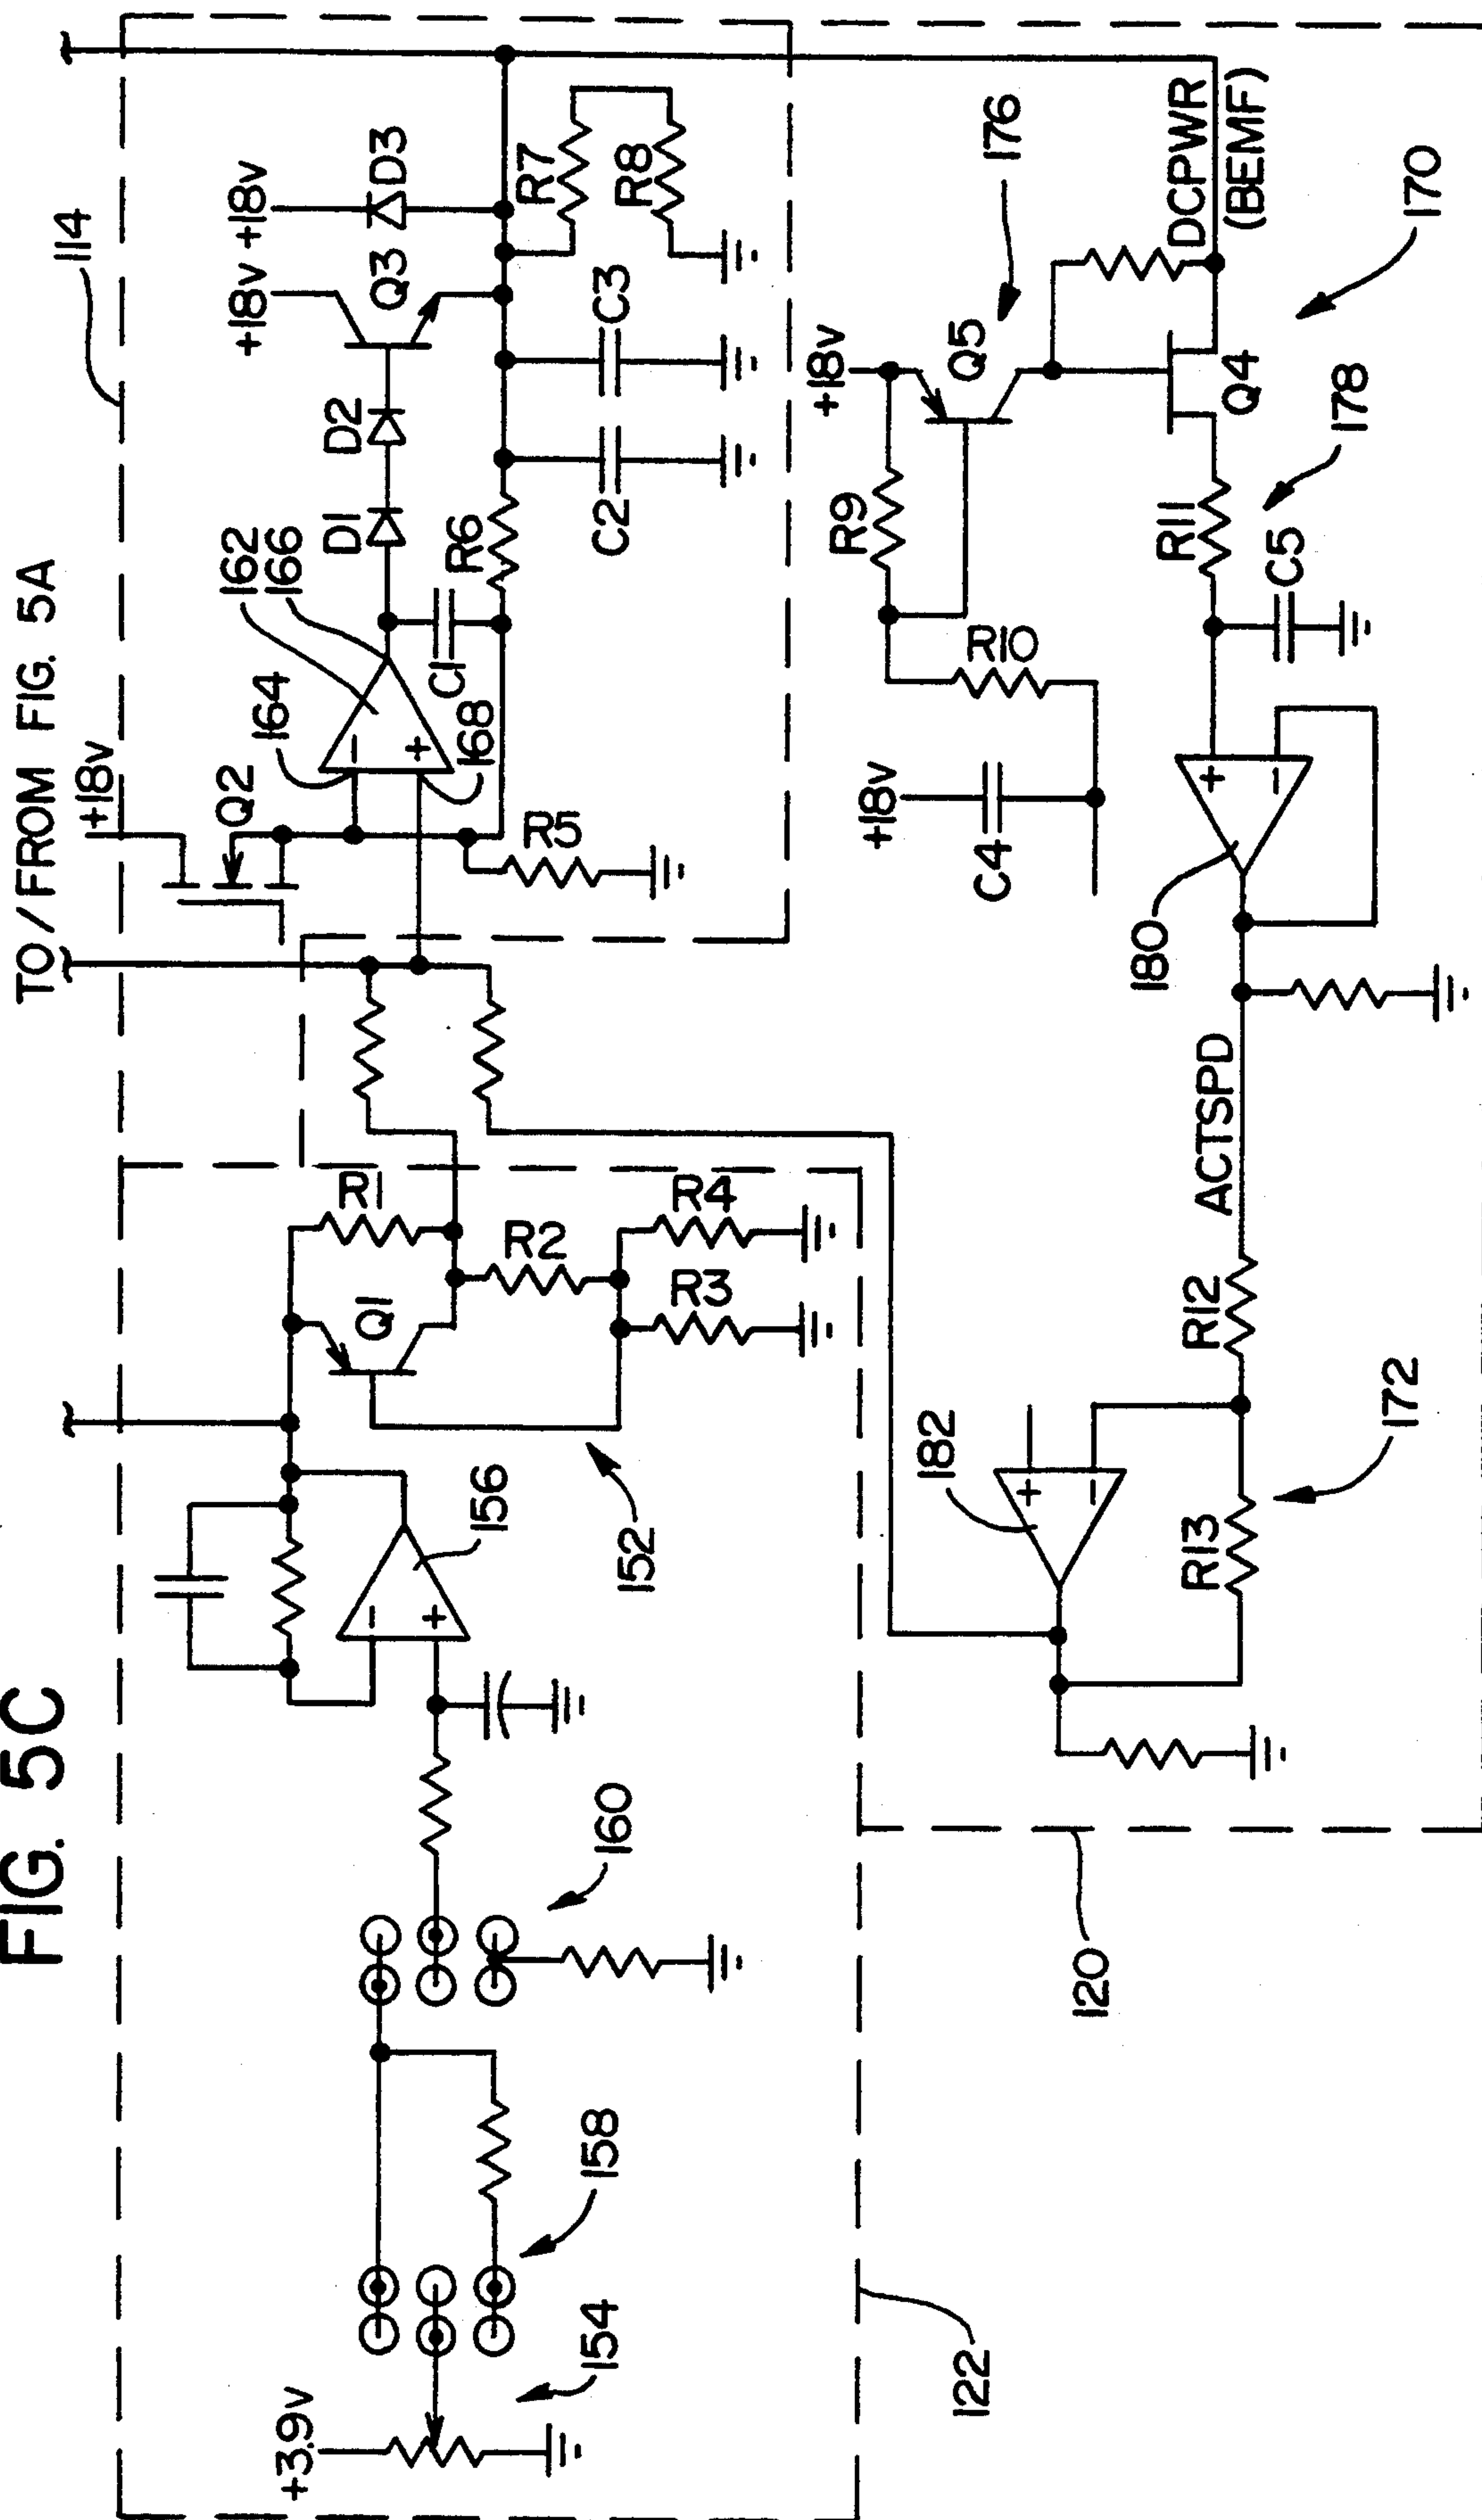 FIG. 5C
TO/FROM FIG. 5A
114
+18v
Q2
164
162
166
D1
D2
+18v
+18v
Q3
D3
C1
168
R6
R5
C2
C3
R7
R8
+3.9v
154
158
160
156
152
Q1
R1
R2
R3
R4
122
120
+18v
C4
R10
R9
+18v
Q5
176
DCPWR
(BEMF)
170
Q4
178
R11
C5
180
ACTSPD
R12
182
172
R13
+
−
+
−
+
−
+
−